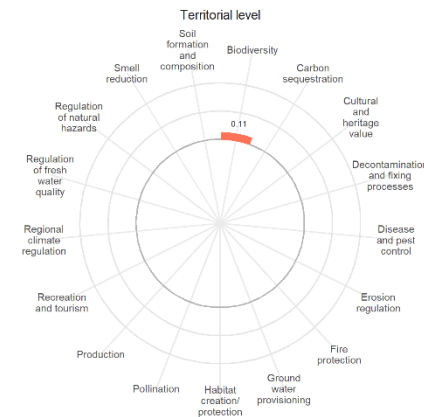 Territorial level
Soil
formation
and
composition
Biodiversity
Carbon
sequestration
Cultural
and
heritage
value
Decontamination
and fixing
processes
Disease
and pest
control
Erosion
regulation
Fire
protection
Ground
water
provisioning
Habitat
creation/
protection
Pollination
Production
Recreation
and tourism
Regional
climate
regulation
Regulation
of fresh
water
quality
Regulation
of natural
hazards
Smell
reduction
0.11